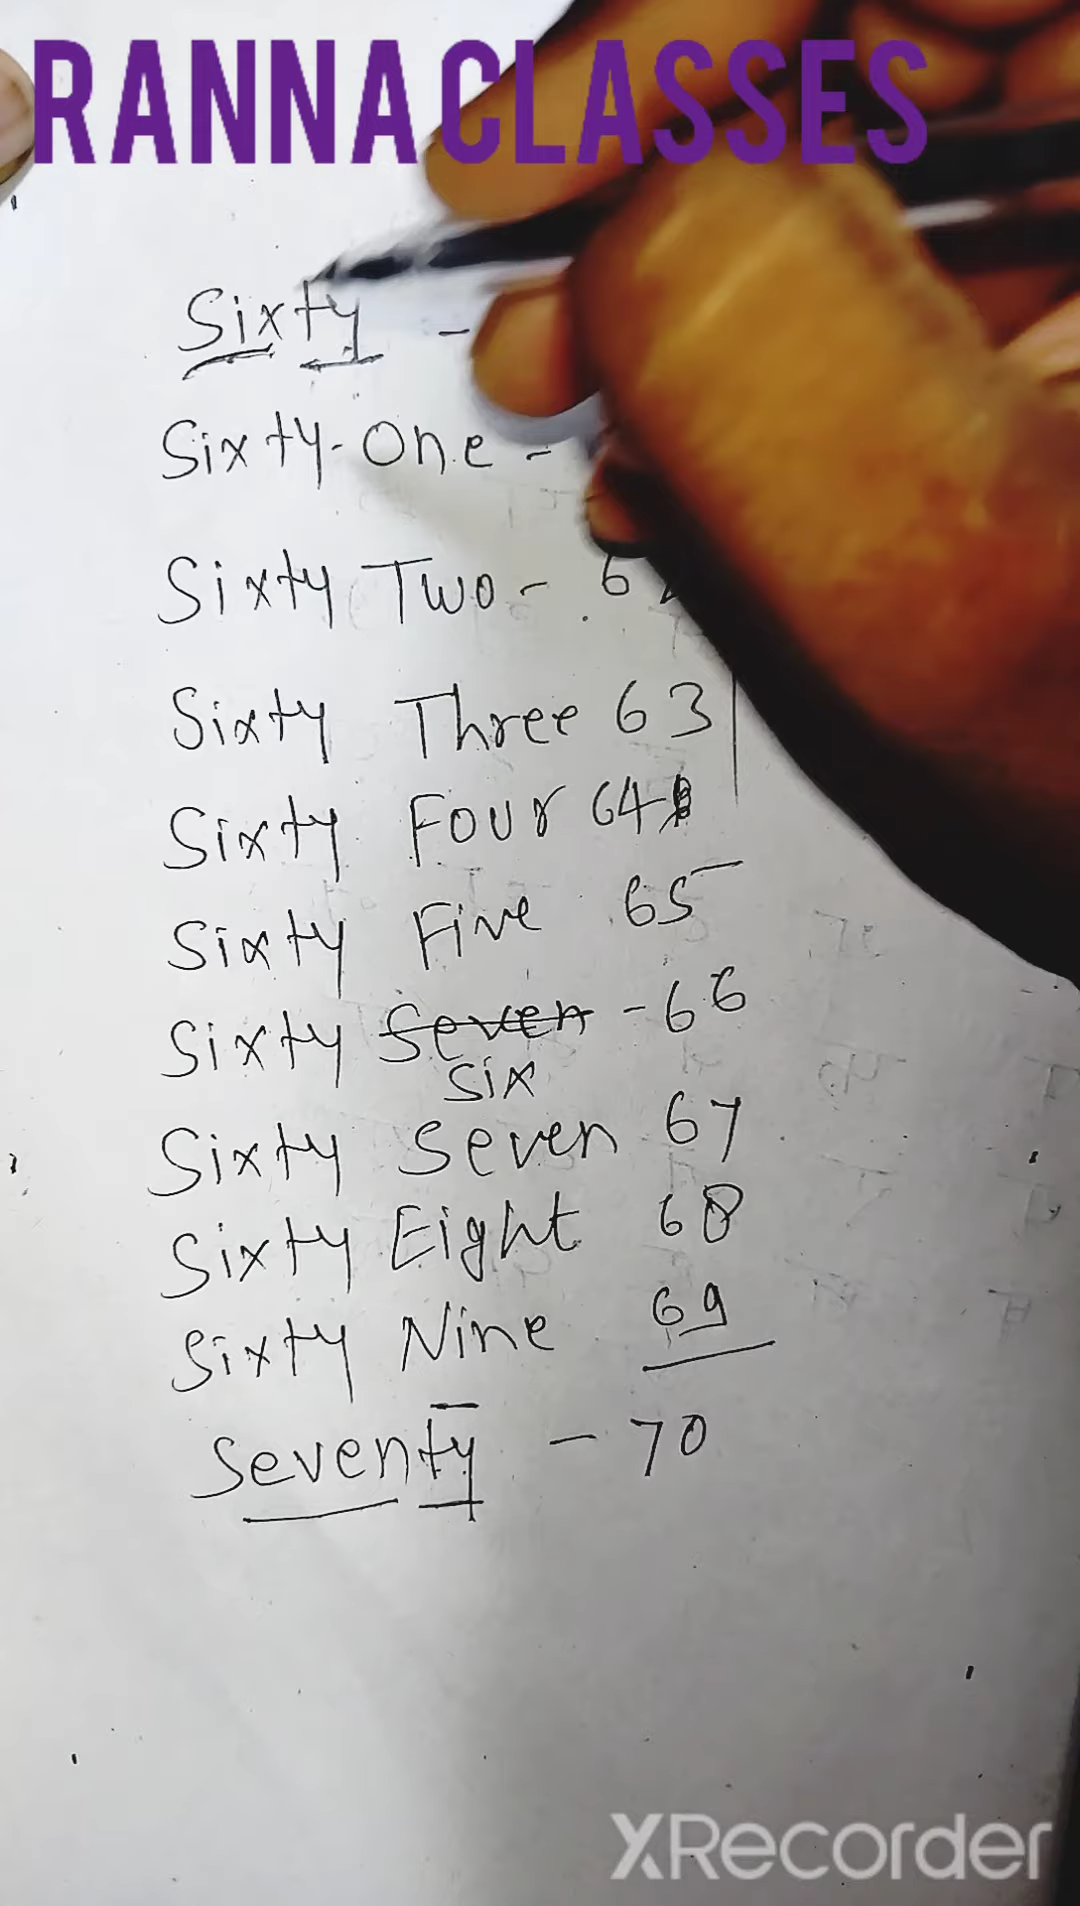 RANNA CLASSES
Sixty -
Sixty-One -
Sixty Two - 62
Sixty Three 63
Sixty Four 64
Sixty Five 65
Sixty Seven - 66
six
Sixty Seven 67
Sixty Eight 68
Sixty Nine 69
Seventy - 70
XRecorder